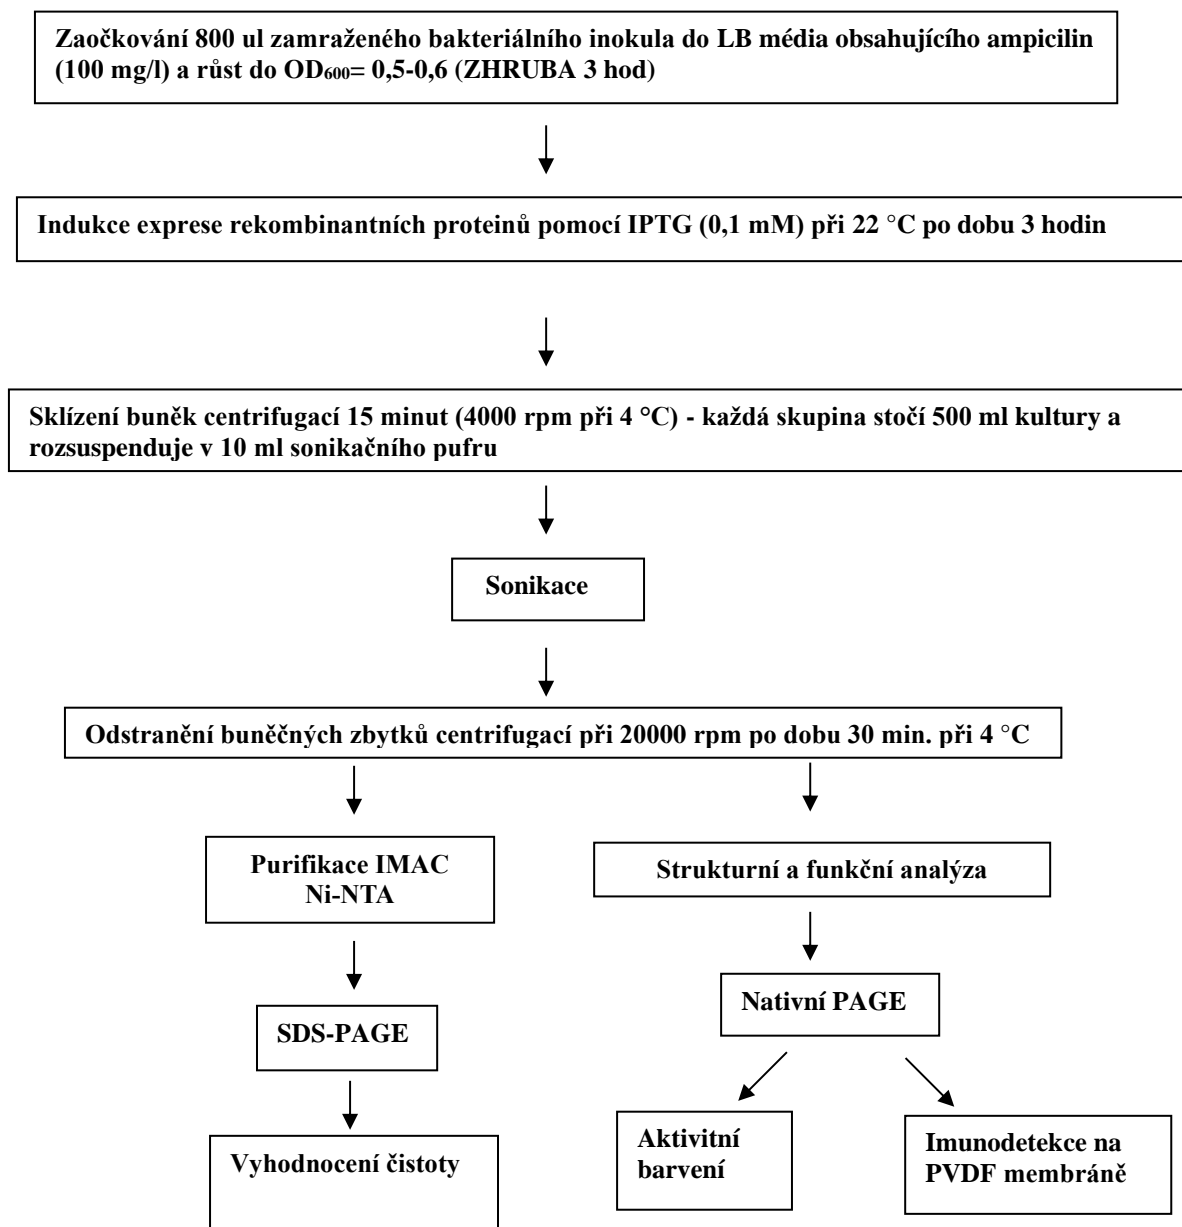 Zaočkování 800 ul zamraženého bakteriálního inokula do LB média obsahujícího ampicilin
(100 mg/l) a růst do OD₆₀₀= 0,5-0,6 (ZHRUBA 3 hod)
Indukce exprese rekombinantních proteinů pomocí IPTG (0,1 mM) při 22 °C po dobu 3 hodin
Sklízení buněk centrifugací 15 minut (4000 rpm při 4 °C) - každá skupina stočí 500 ml kultury a
rozsuspenduje v 10 ml sonikačního pufru
Sonikace
Odstranění buněčných zbytků centrifugací při 20000 rpm po dobu 30 min. při 4 °C
Purifikace IMAC
Ni-NTA
Strukturní a funkční analýza
SDS-PAGE
Nativní PAGE
Vyhodnocení čistoty
Aktivitní
barvení
Imunodetekce na
PVDF membráně